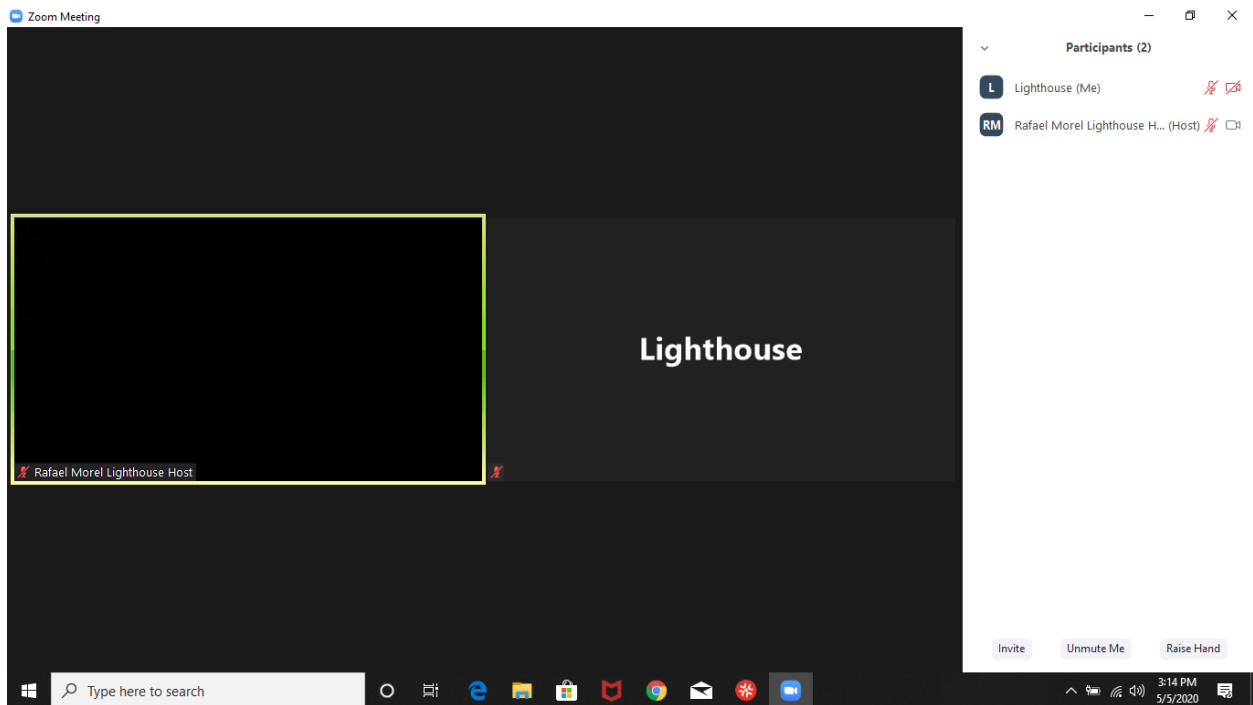 Zoom Meeting
Participants (2)
L Lighthouse (Me)
RM Rafael Morel Lighthouse H... (Host)
Lighthouse
Rafael Morel Lighthouse Host
Invite Unmute Me Raise Hand
Type here to search
3:14 PM
5/5/2020